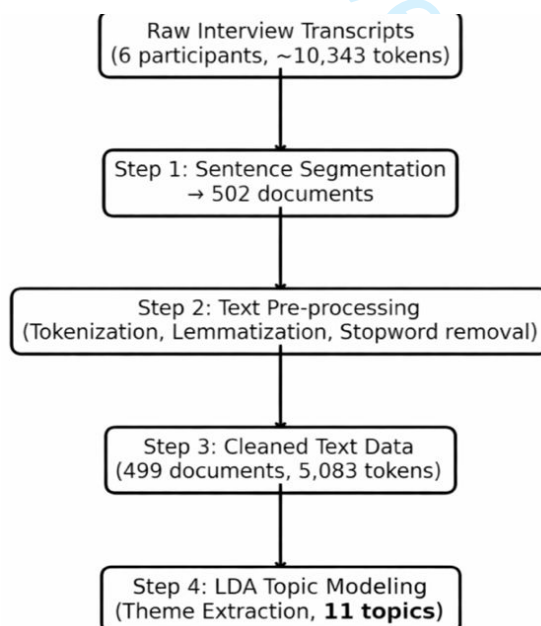 Raw Interview Transcripts
(6 participants, ~10,343 tokens)
Step 1: Sentence Segmentation
→ 502 documents
Step 2: Text Pre-processing
(Tokenization, Lemmatization, Stopword removal)
Step 3: Cleaned Text Data
(499 documents, 5,083 tokens)
Step 4: LDA Topic Modeling
(Theme Extraction, 11 topics)